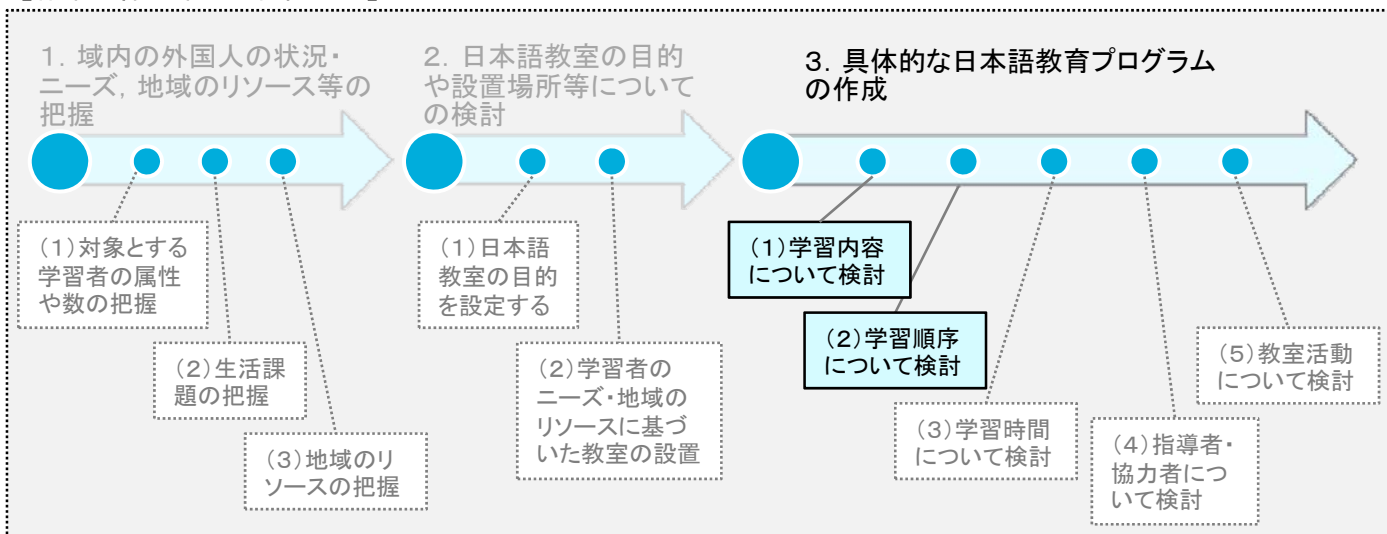 1．域内の外国人の状況・
ニーズ，地域のリソース等の
把握
2．日本語教室の目的
や設置場所等について
の検討
3．具体的な日本語教育プログラム
の作成
（1）対象とする
学習者の属性
や数の把握
（2）生活課
題の把握
（3）地域のリ
ソースの把握
（1）日本語
教室の目的
を設定する
（2）学習者の
ニーズ・地域の
リソースに基づ
いた教室の設置
（1）学習内容
について検討
（2）学習順序
について検討
（3）学習時間
について検討
（4）指導者・
協力者につ
いて検討
（5）教室活動
について検討